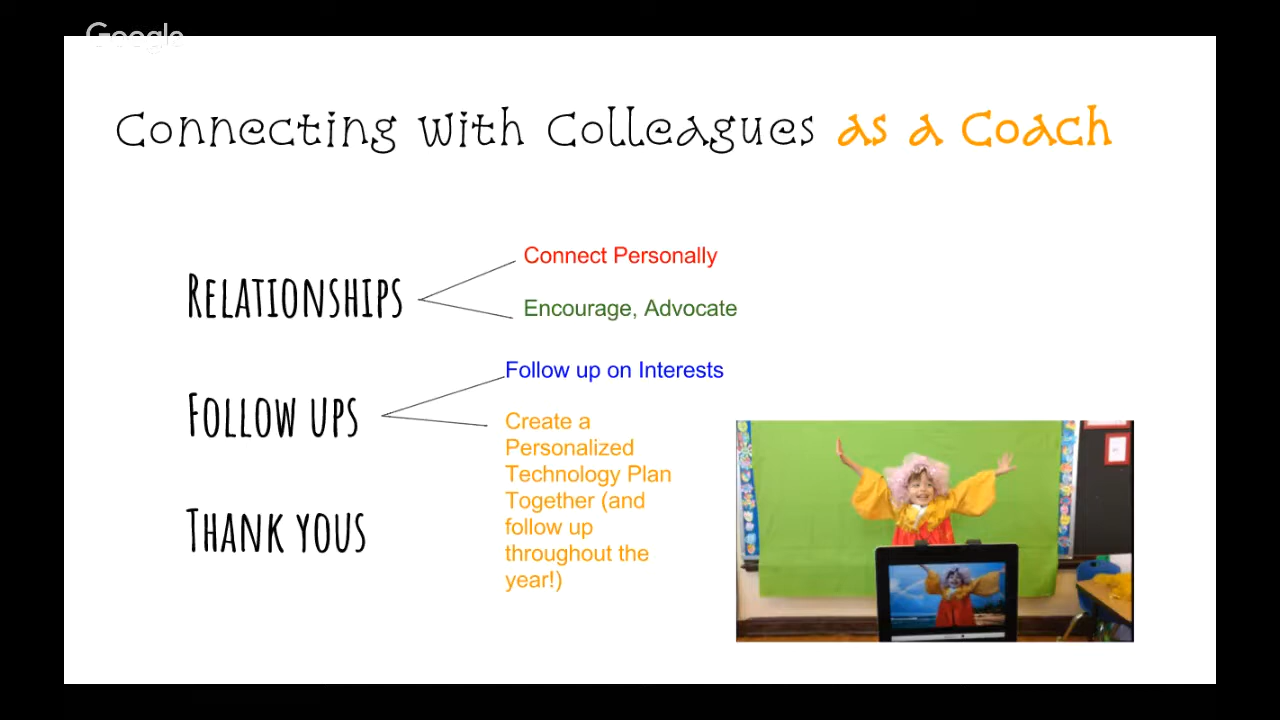 Google
Connecting With Colleagues as a Coach
Relationships
Connect Personally
Encourage, Advocate
Follow ups
Follow up on Interests
Create a
Personalized
Technology Plan
Together (and
follow up
throughout the
year!)
Thank yous